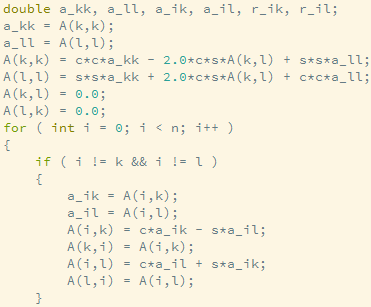 double a_kk, a_ll, a_ik, a_il, r_ik, r_il;
a_kk = A(k,k);
a_ll = A(l,l);
A(k,k) = c*c*a_kk - 2.0*c*s*A(k,l) + s*s*a_ll;
A(l,l) = s*s*a_kk + 2.0*c*s*A(k,l) + c*c*a_ll;
A(k,l) = 0.0;
A(l,k) = 0.0;
for ( int i = 0; i < n; i++ )
{
    if ( i != k && i != l )
    {
        a_ik = A(i,k);
        a_il = A(i,l);
        A(i,k) = c*a_ik - s*a_il;
        A(k,i) = A(i,k);
        A(i,l) = c*a_il + s*a_ik;
        A(l,i) = A(i,l);
    }